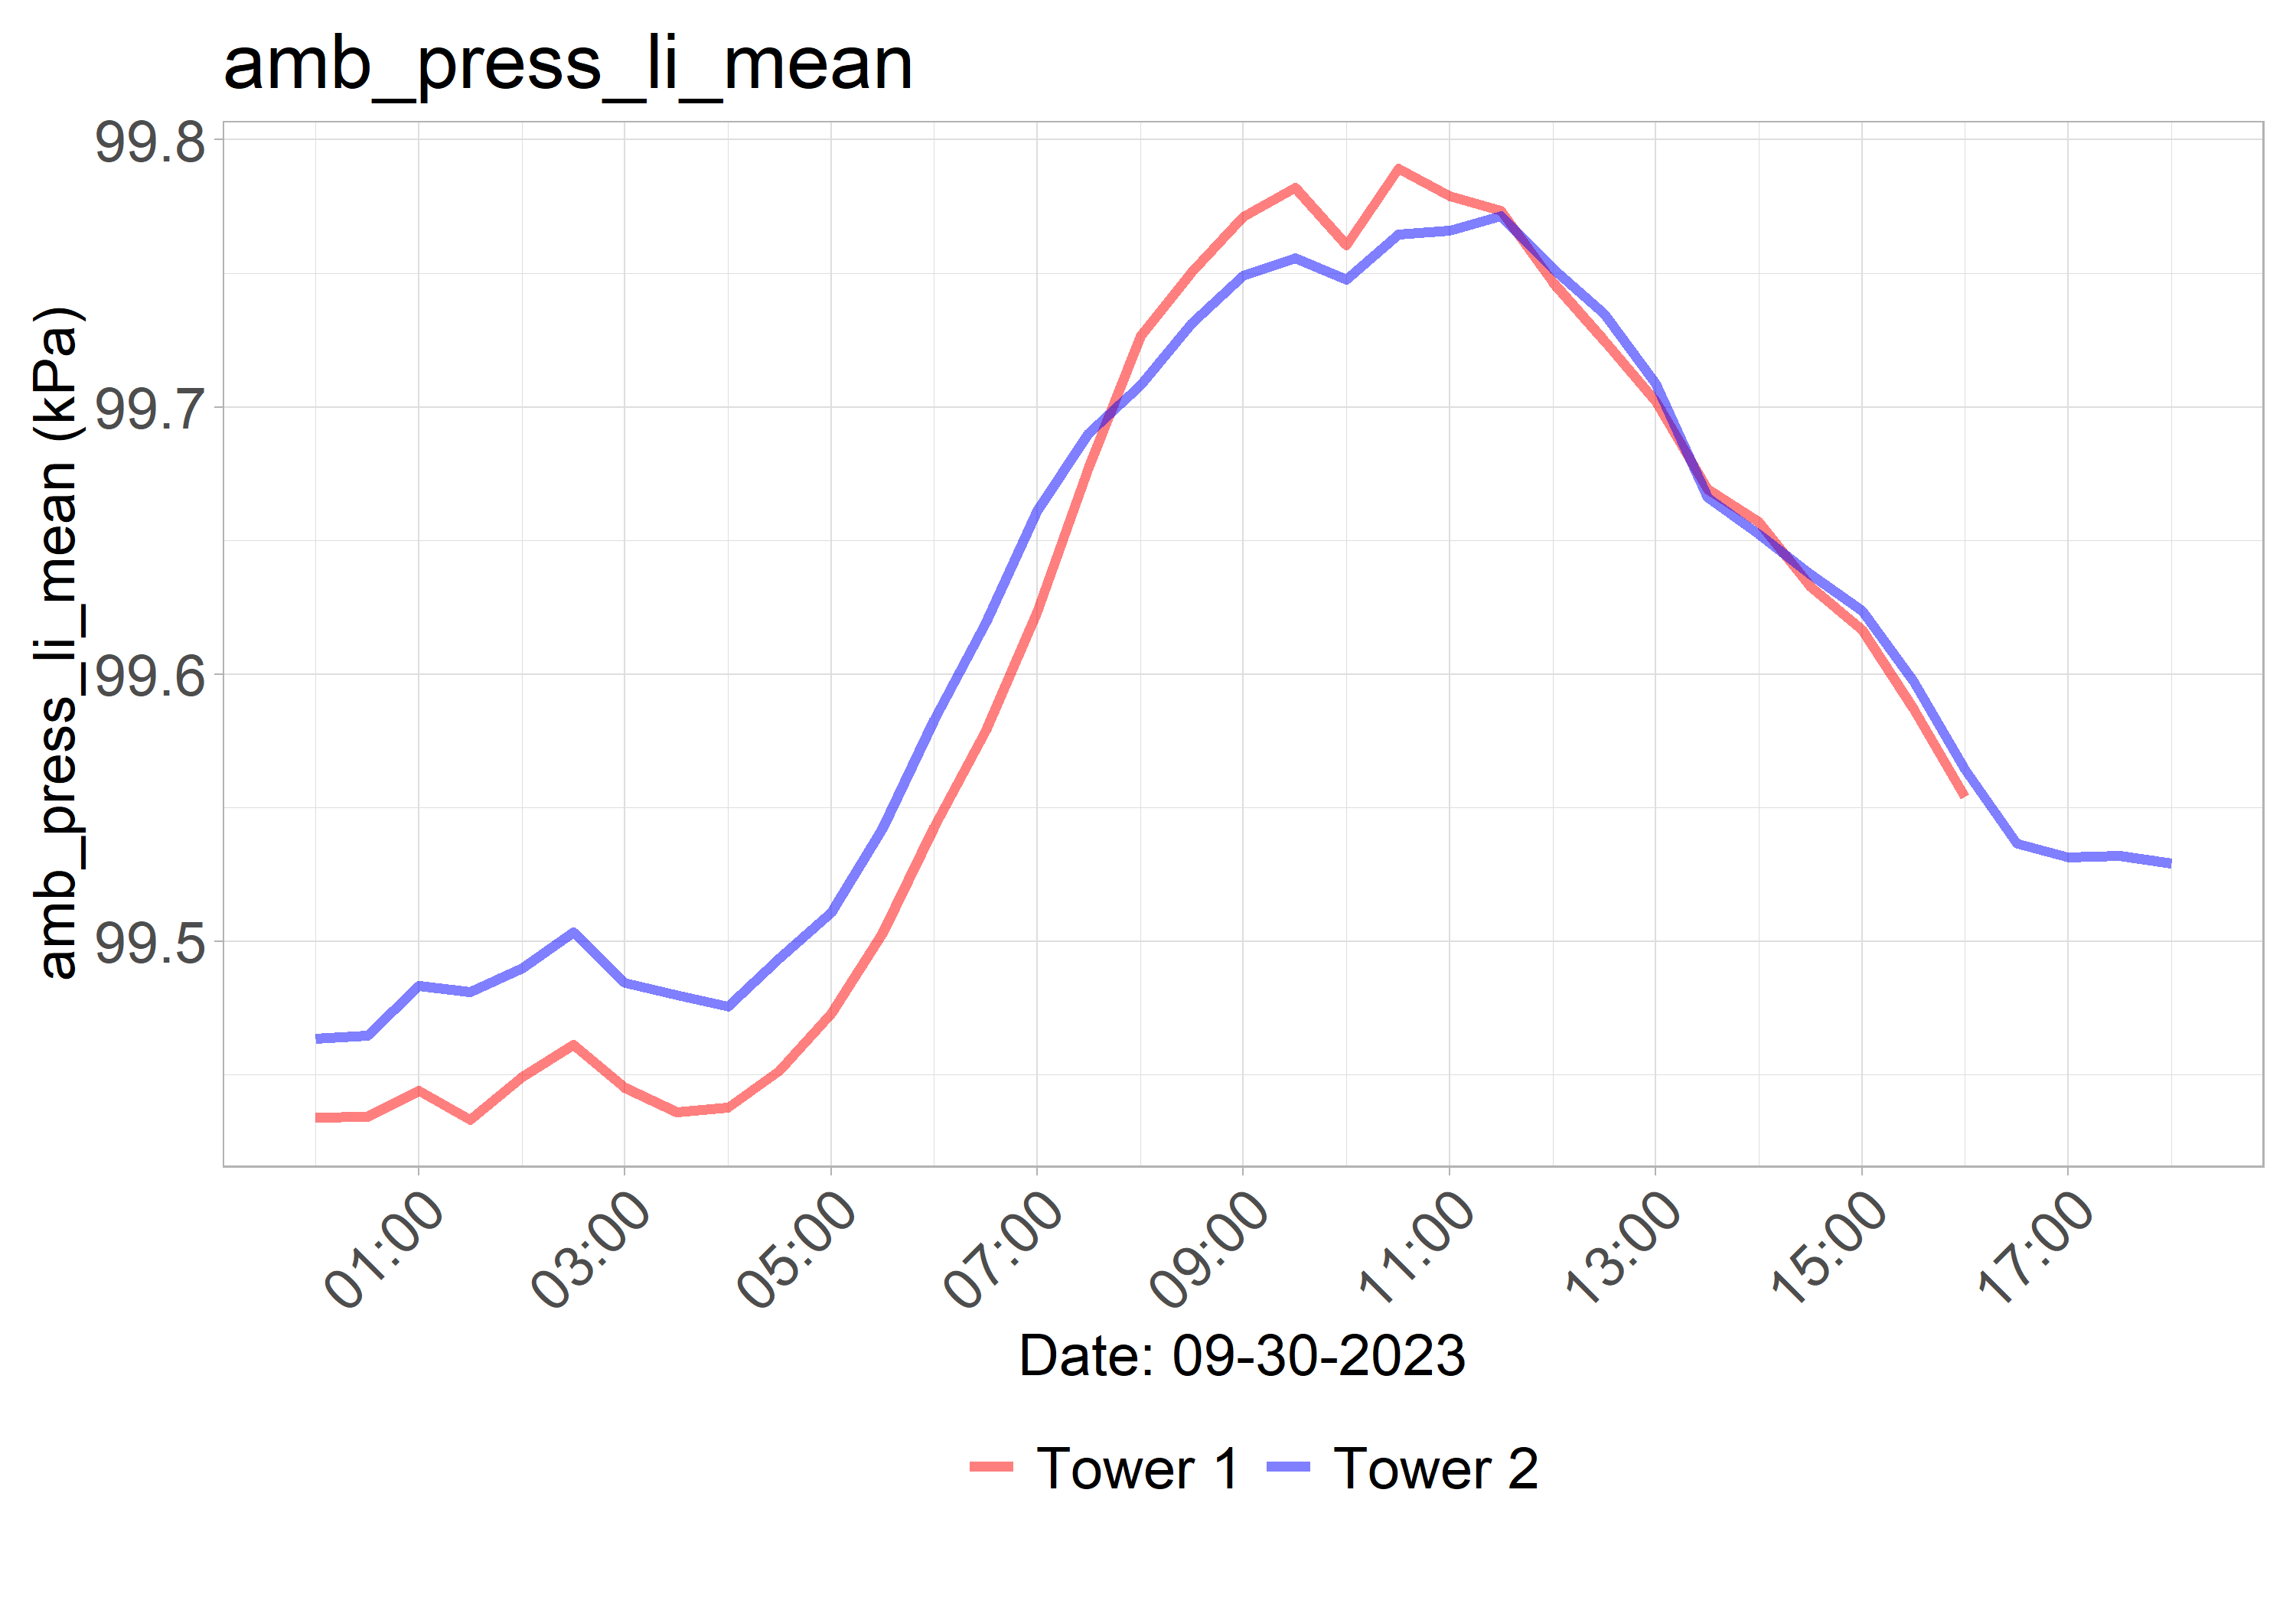 amb_press_li_mean
amb_press_li_mean (kPa)
99.8
99.7
99.6
99.5
01:00 03:00 05:00 07:00 09:00 11:00 13:00 15:00 17:00
Date: 09-30-2023
Tower 1 Tower 2